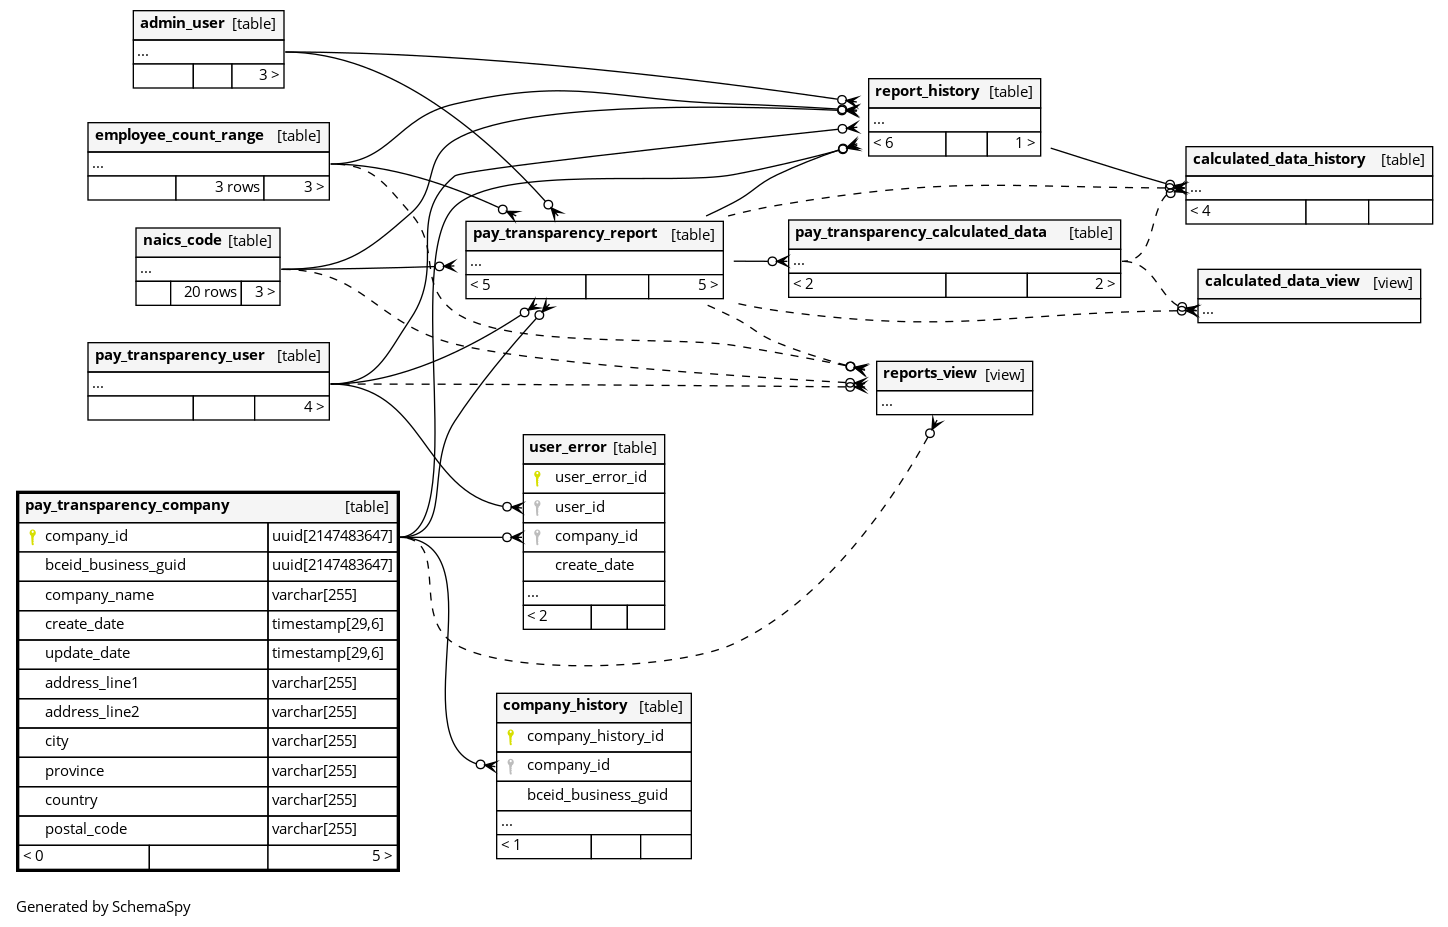 admin_user [table]
...
3 >
employee_count_range [table]
...
3 rows 3 >
naics_code [table]
...
20 rows 3 >
pay_transparency_user [table]
...
4 >
pay_transparency_company [table]
company_id uuid[2147483647]
bceid_business_guid uuid[2147483647]
company_name varchar[255]
create_date timestamp[29,6]
update_date timestamp[29,6]
address_line1 varchar[255]
address_line2 varchar[255]
city varchar[255]
province varchar[255]
country varchar[255]
postal_code varchar[255]
< 0 5 >
pay_transparency_report [table]
...
< 5 5 >
user_error [table]
user_error_id
user_id
company_id
create_date
...
< 2
company_history [table]
company_history_id
company_id
bceid_business_guid
...
< 1
report_history [table]
...
< 6 1 >
pay_transparency_calculated_data [table]
...
< 2 2 >
reports_view [view]
...
calculated_data_history [table]
...
< 4
calculated_data_view [view]
...
Generated by SchemaSpy